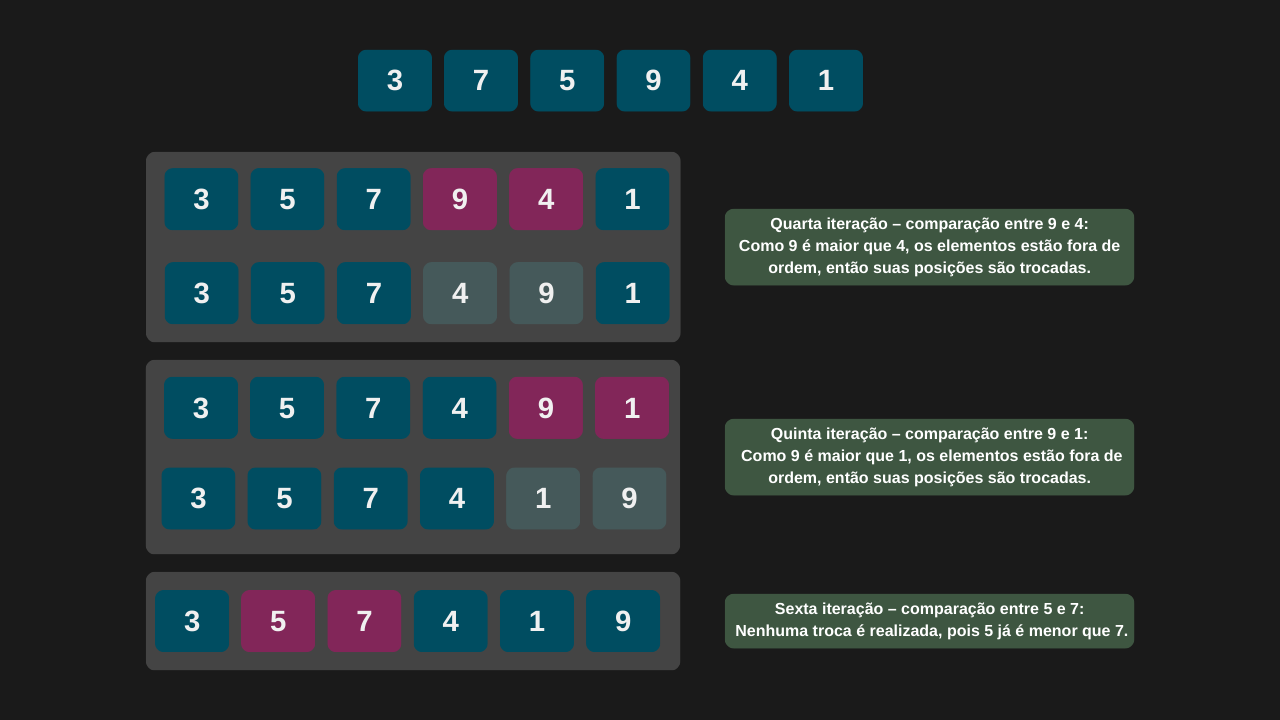 3 7 5 9 4 1
3 5 7 9 4 1
3 5 7 4 9 1
Quarta iteração – comparação entre 9 e 4:
Como 9 é maior que 4, os elementos estão fora de
ordem, então suas posições são trocadas.
3 5 7 4 9 1
3 5 7 4 1 9
Quinta iteração – comparação entre 9 e 1:
Como 9 é maior que 1, os elementos estão fora de
ordem, então suas posições são trocadas.
3 5 7 4 1 9
Sexta iteração – comparação entre 5 e 7:
Nenhuma troca é realizada, pois 5 já é menor que 7.